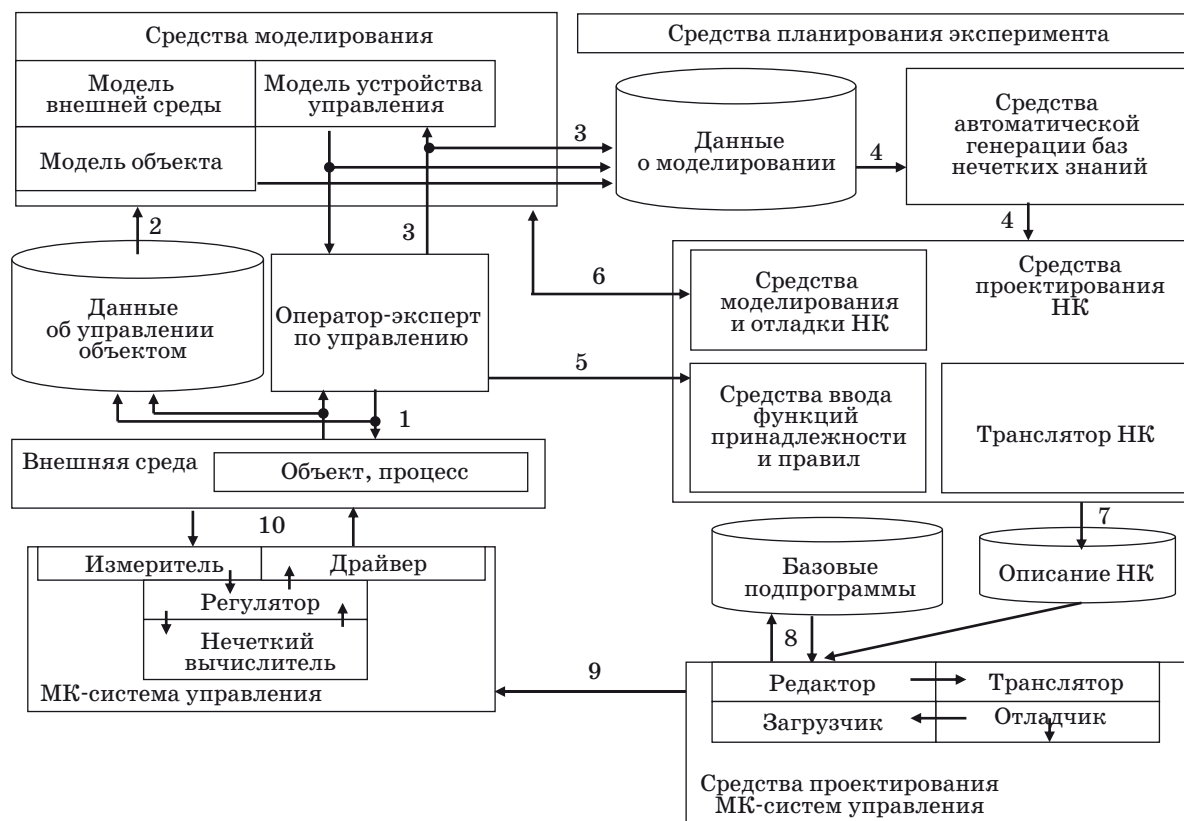 Средства моделирования
Средства планирования эксперимента
Модель
внешней среды
Модель устройства
управления
Модель объекта
3
Данные
о моделировании
4
Средства
автоматической
генерации баз
нечетких знаний
2
3
4
Данные
об управлении
объектом
Оператор-эксперт
по управлению
6
Средства
моделирования
и отладки НК
Средства
проектирования
НК
5
Средства ввода
функций
принадлежности
и правил
Транслятор НК
1
Внешняя среда
Объект, процесс
10
7
Измеритель
Драйвер
Регулятор
Нечеткий
вычислитель
МК-система управления
Базовые
подпрограммы
Описание НК
8
9
Редактор
Транслятор
Загрузчик
Отладчик
Средства проектирования
МК-систем управления